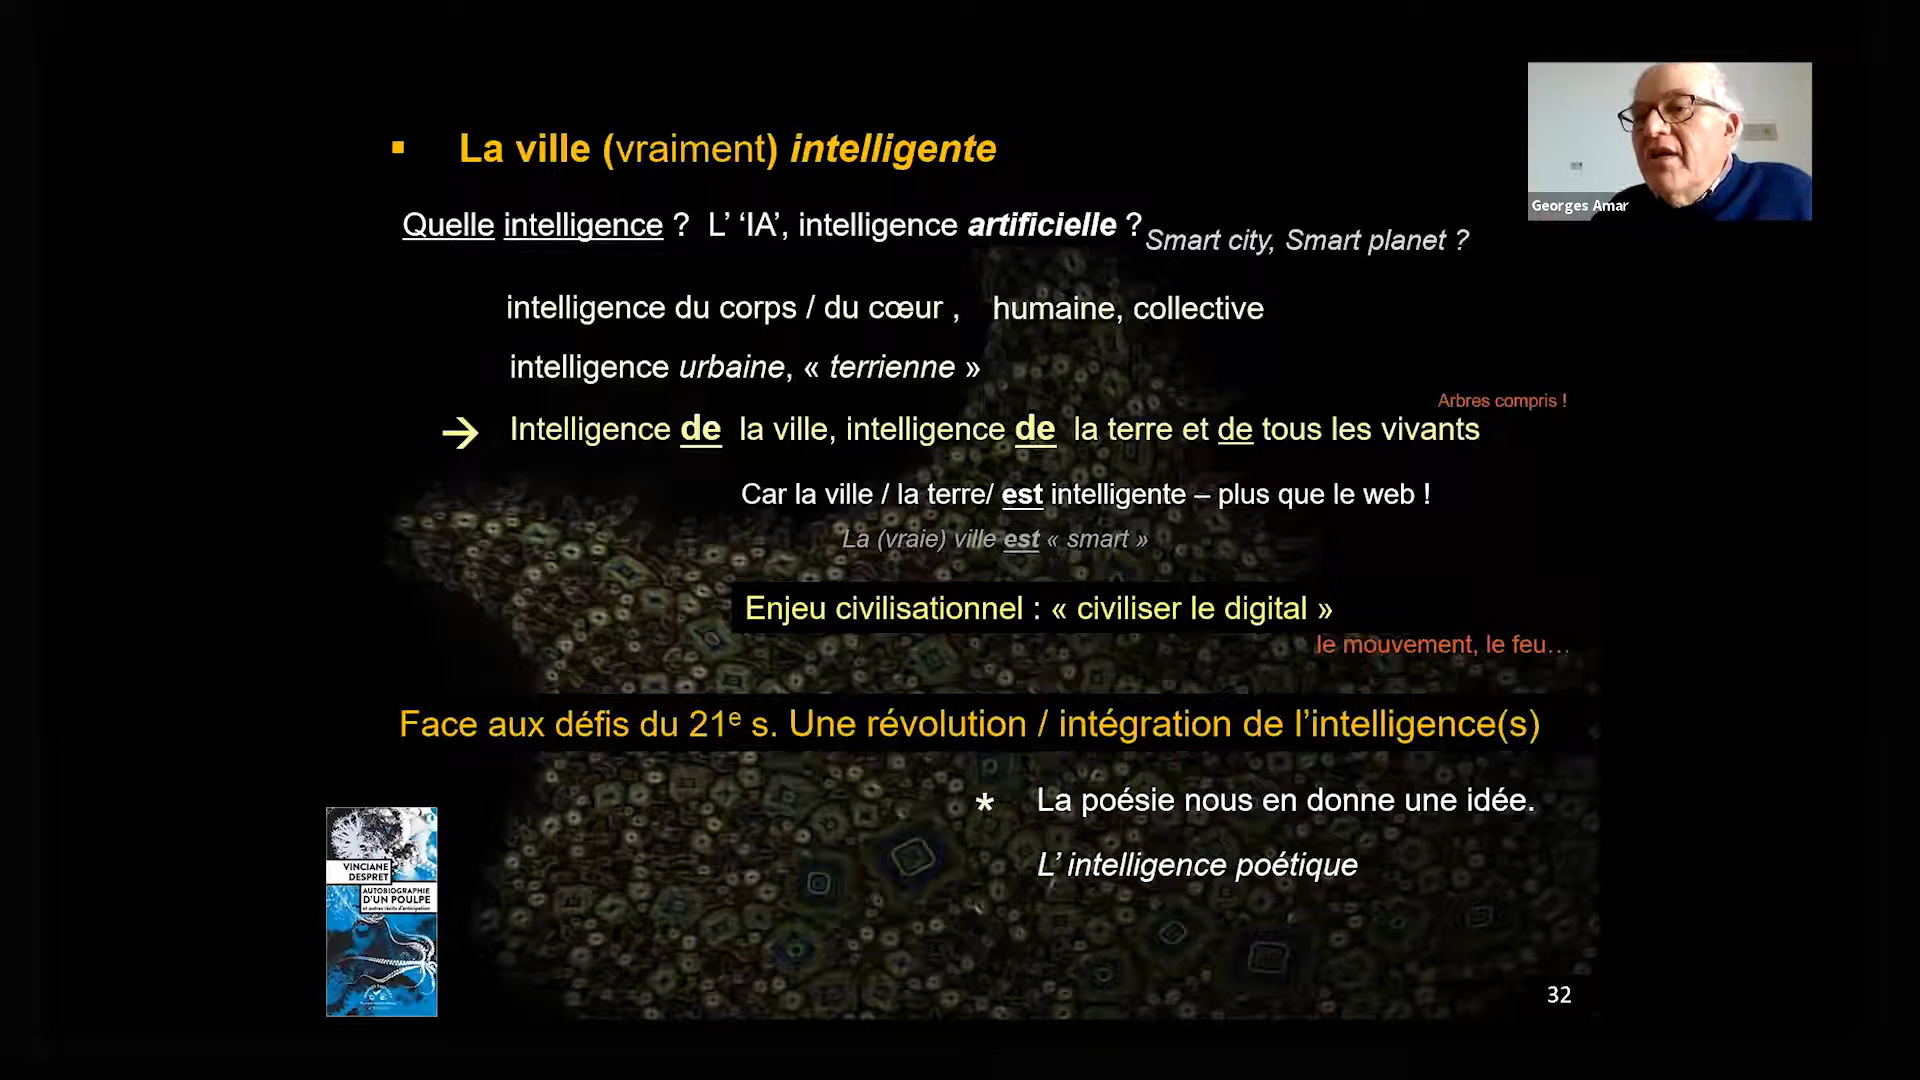 ▪ La ville (vraiment) intelligente
Georges Amar
Quelle intelligence ? L' ‘IA’, intelligence artificielle ? Smart city, Smart planet ?
intelligence du corps / du cœur , humaine, collective
intelligence urbaine, « terrienne »
Arbres compris !
→ Intelligence de la ville, intelligence de la terre et de tous les vivants
Car la ville / la terre/ est intelligente – plus que le web !
La (vraie) ville est « smart »
Enjeu civilisationnel : « civiliser le digital »
le mouvement, le feu…
Face aux défis du 21e s. Une révolution / intégration de l’intelligence(s)
* La poésie nous en donne une idée.
L’ intelligence poétique
VINCIANE
DESPRET
AUTOBIOGRAPHIE
D'UN POULPE
et autres récits d'anticipation
32